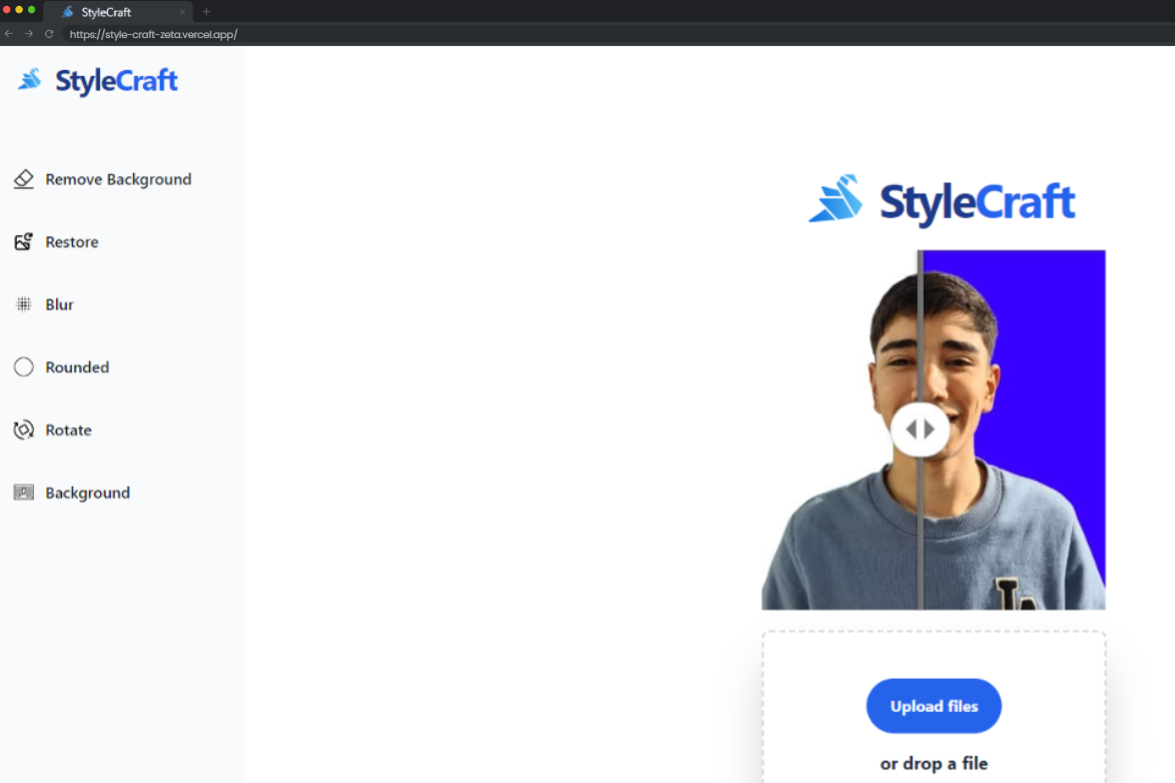 StyleCraft
https://style-craft-zeta.vercel.app/
StyleCraft
Remove Background
Restore
Blur
Rounded
Rotate
Background
StyleCraft
LA
Upload files
or drop a file